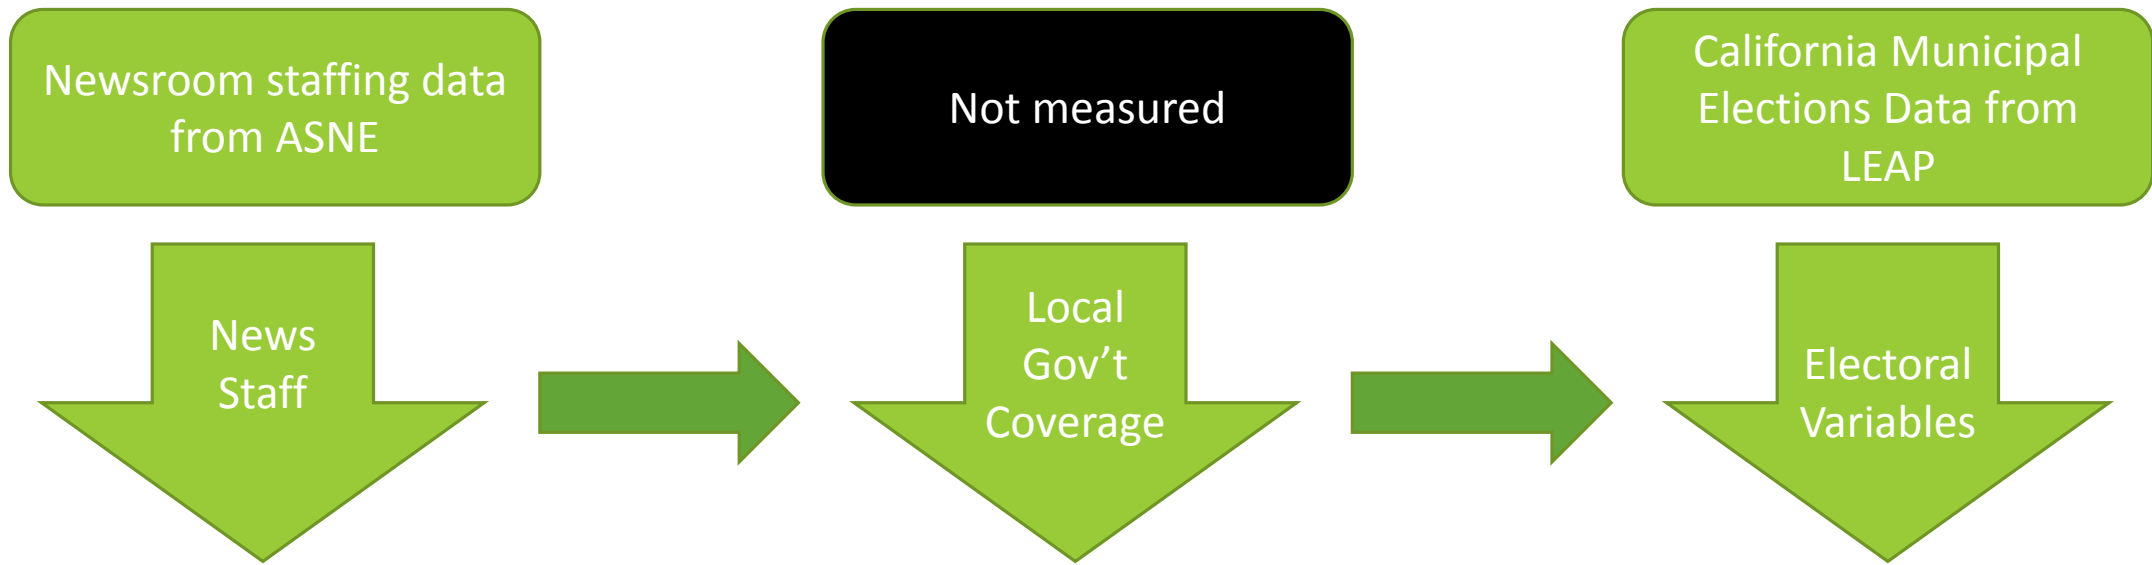 Newsroom staffing data
from ASNE
Not measured
California Municipal
Elections Data from
LEAP
News
Staff
Local
Gov’t
Coverage
Electoral
Variables